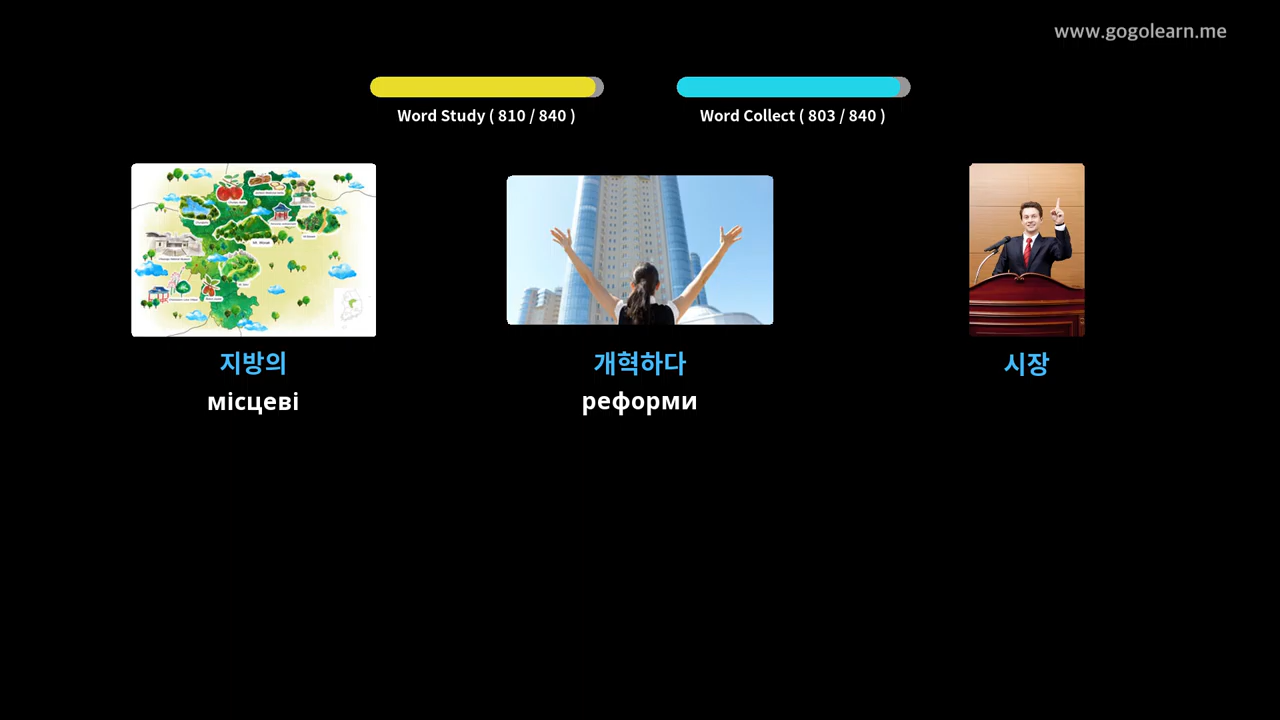 www.gogolearn.me
Word Study ( 810 / 840 )
Word Collect ( 803 / 840 )
지방의
개혁하다
시장
місцеві
реформи